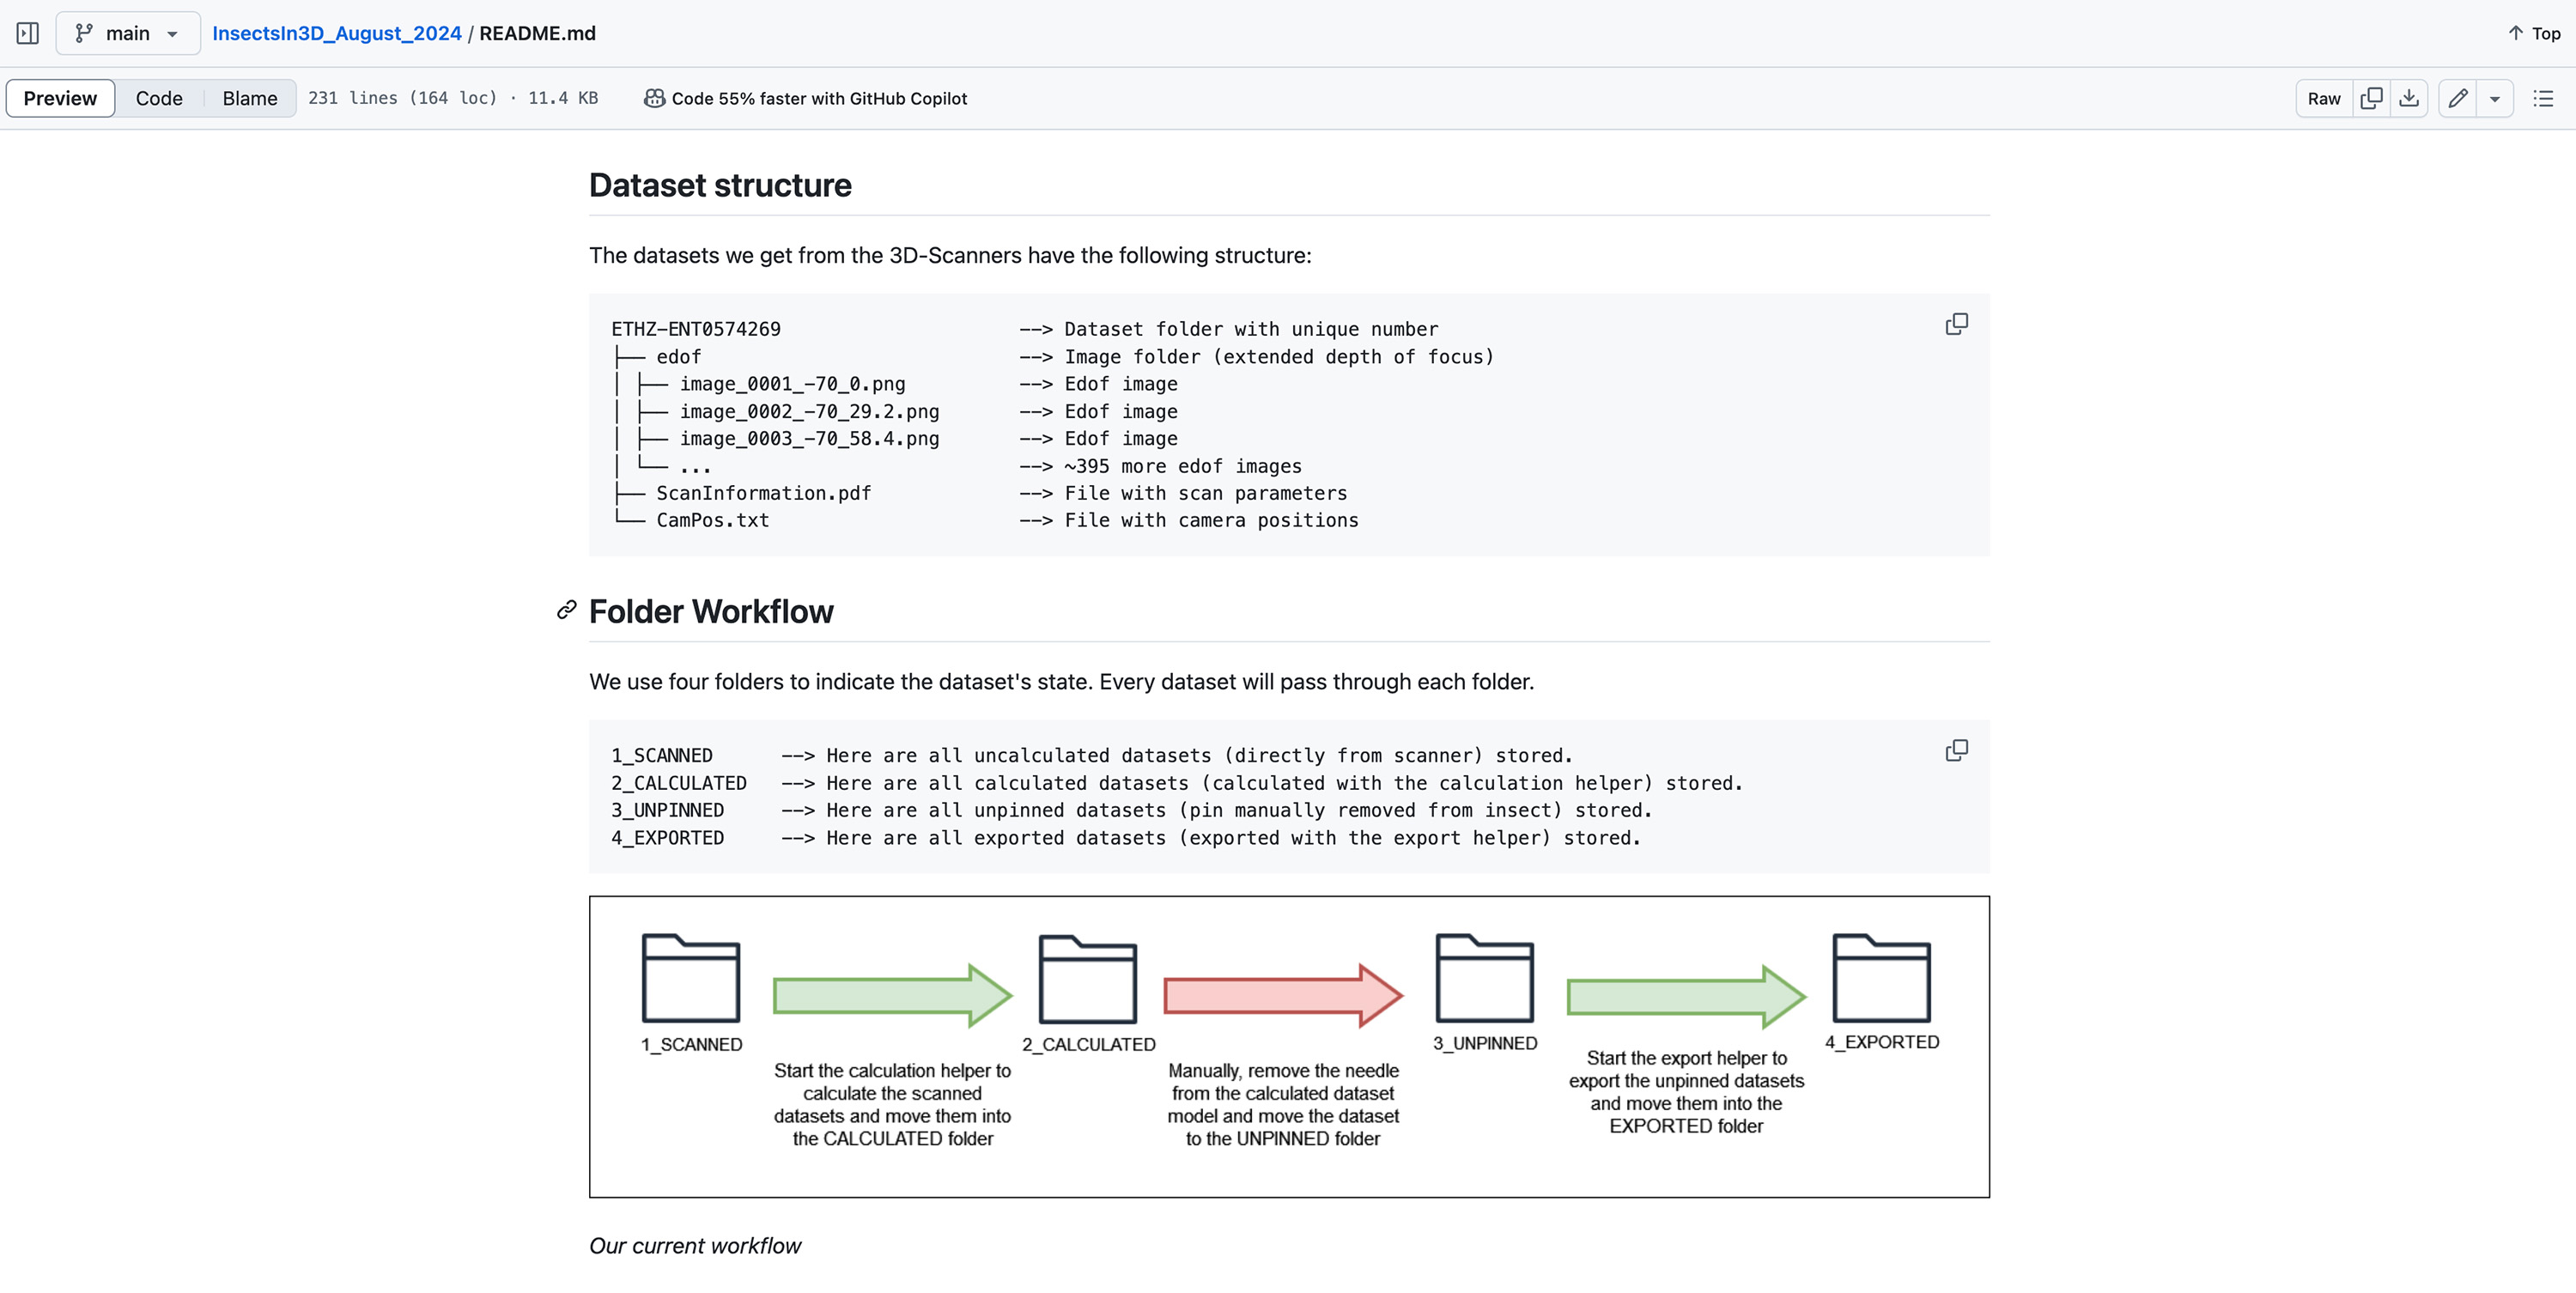 main
InsectsIn3D_August_2024 / README.md
Top
Preview
Code
Blame
231 lines (164 loc) · 11.4 KB
Code 55% faster with GitHub Copilot
Raw
Dataset structure
The datasets we get from the 3D-Scanners have the following structure:
ETHZ-ENT0574269 --> Dataset folder with unique number
├── edof --> Image folder (extended depth of focus)
│ ├── image_0001_-70_0.png --> Edof image
│ ├── image_0002_-70_29.2.png --> Edof image
│ ├── image_0003_-70_58.4.png --> Edof image
│ └── ... --> ~395 more edof images
├── ScanInformation.pdf --> File with scan parameters
└── CamPos.txt --> File with camera positions
Folder Workflow
We use four folders to indicate the dataset's state. Every dataset will pass through each folder.
1_SCANNED --> Here are all uncalculated datasets (directly from scanner) stored.
2_CALCULATED --> Here are all calculated datasets (calculated with the calculation helper) stored.
3_UNPINNED --> Here are all unpinned datasets (pin manually removed from insect) stored.
4_EXPORTED --> Here are all exported datasets (exported with the export helper) stored.
1_SCANNED
Start the calculation helper to
calculate the scanned
datasets and move them into
the CALCULATED folder
2_CALCULATED
Manually, remove the needle
from the calculated dataset
model and move the dataset
to the UNPINNED folder
3_UNPINNED
Start the export helper to
export the unpinned datasets
and move them into the
EXPORTED folder
4_EXPORTED
Our current workflow